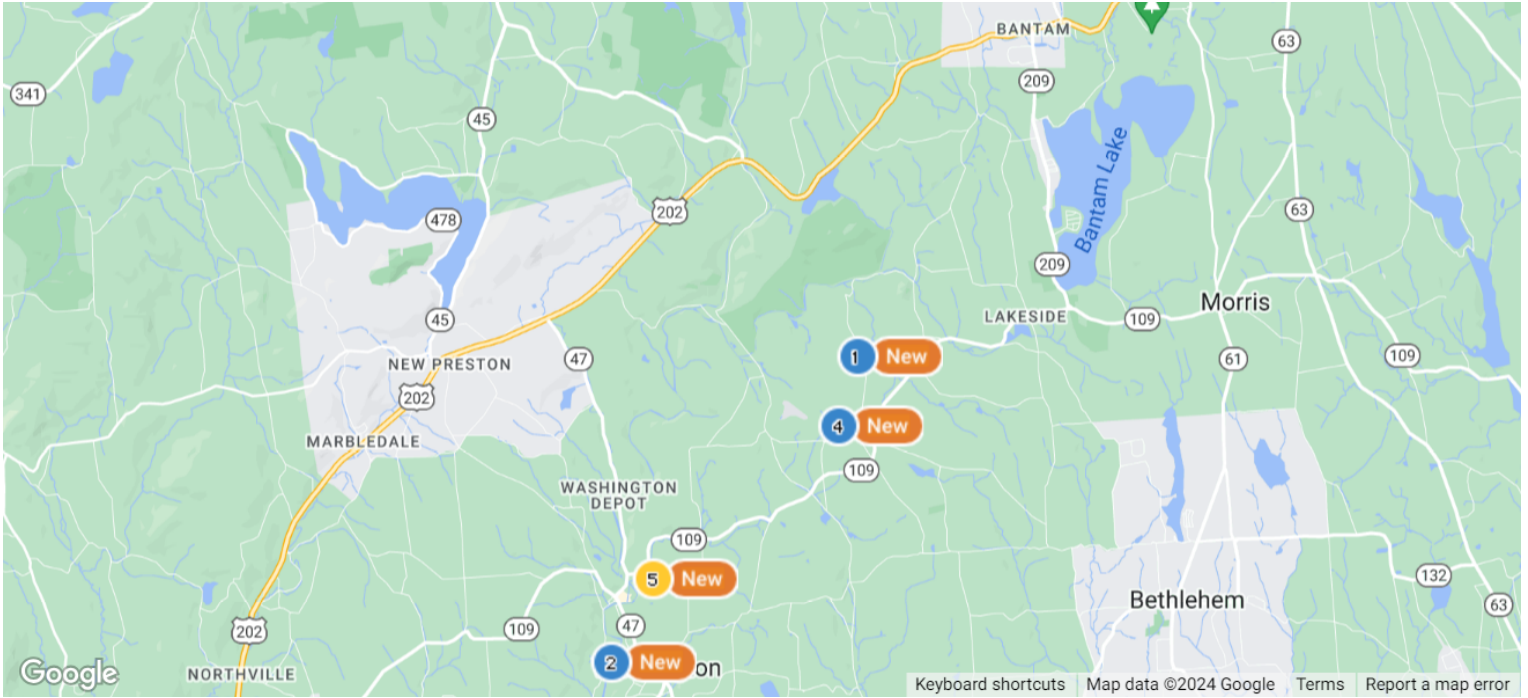 BANTAM
63
341
209
45
Bantam Lake
478
202
63
209
Morris
LAKESIDE
109
45
1 New
47
NEW PRESTON
61
109
202
4 New
MARBLEDALE
109
WASHINGTON
DEPOT
109
5 New
132
Bethlehem
63
47
109
202
2 New
on
NORTHVILLE
Google
Keyboard shortcuts
Map data ©2024 Google
Terms
Report a map error